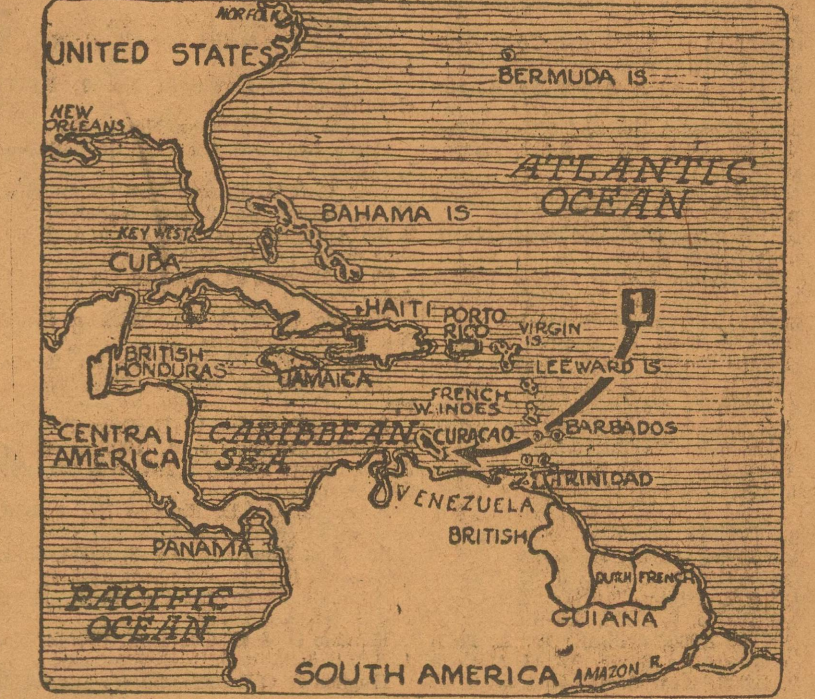 NORFOLK
UNITED STATES
BERMUDA IS.
NEW
ORLEANS
ATLANTIC
OCEAN
BAHAMA IS
KEY WEST
CUBA
1
HAITI
PORTO
RICO
VIRGIN
IS.
BRITISH
HONDURAS
JAMAICA
LEEWARD IS
FRENCH
W. INDES
CENTRAL
AMERICA
CARIBBEAN
SEA
CURACAO
BARBADOS
TRINIDAD
VENEZUELA
BRITISH
PANAMA
DUTCH
FRENCH
GUIANA
PACIFIC
OCEAN
SOUTH AMERICA
AMAZON R.